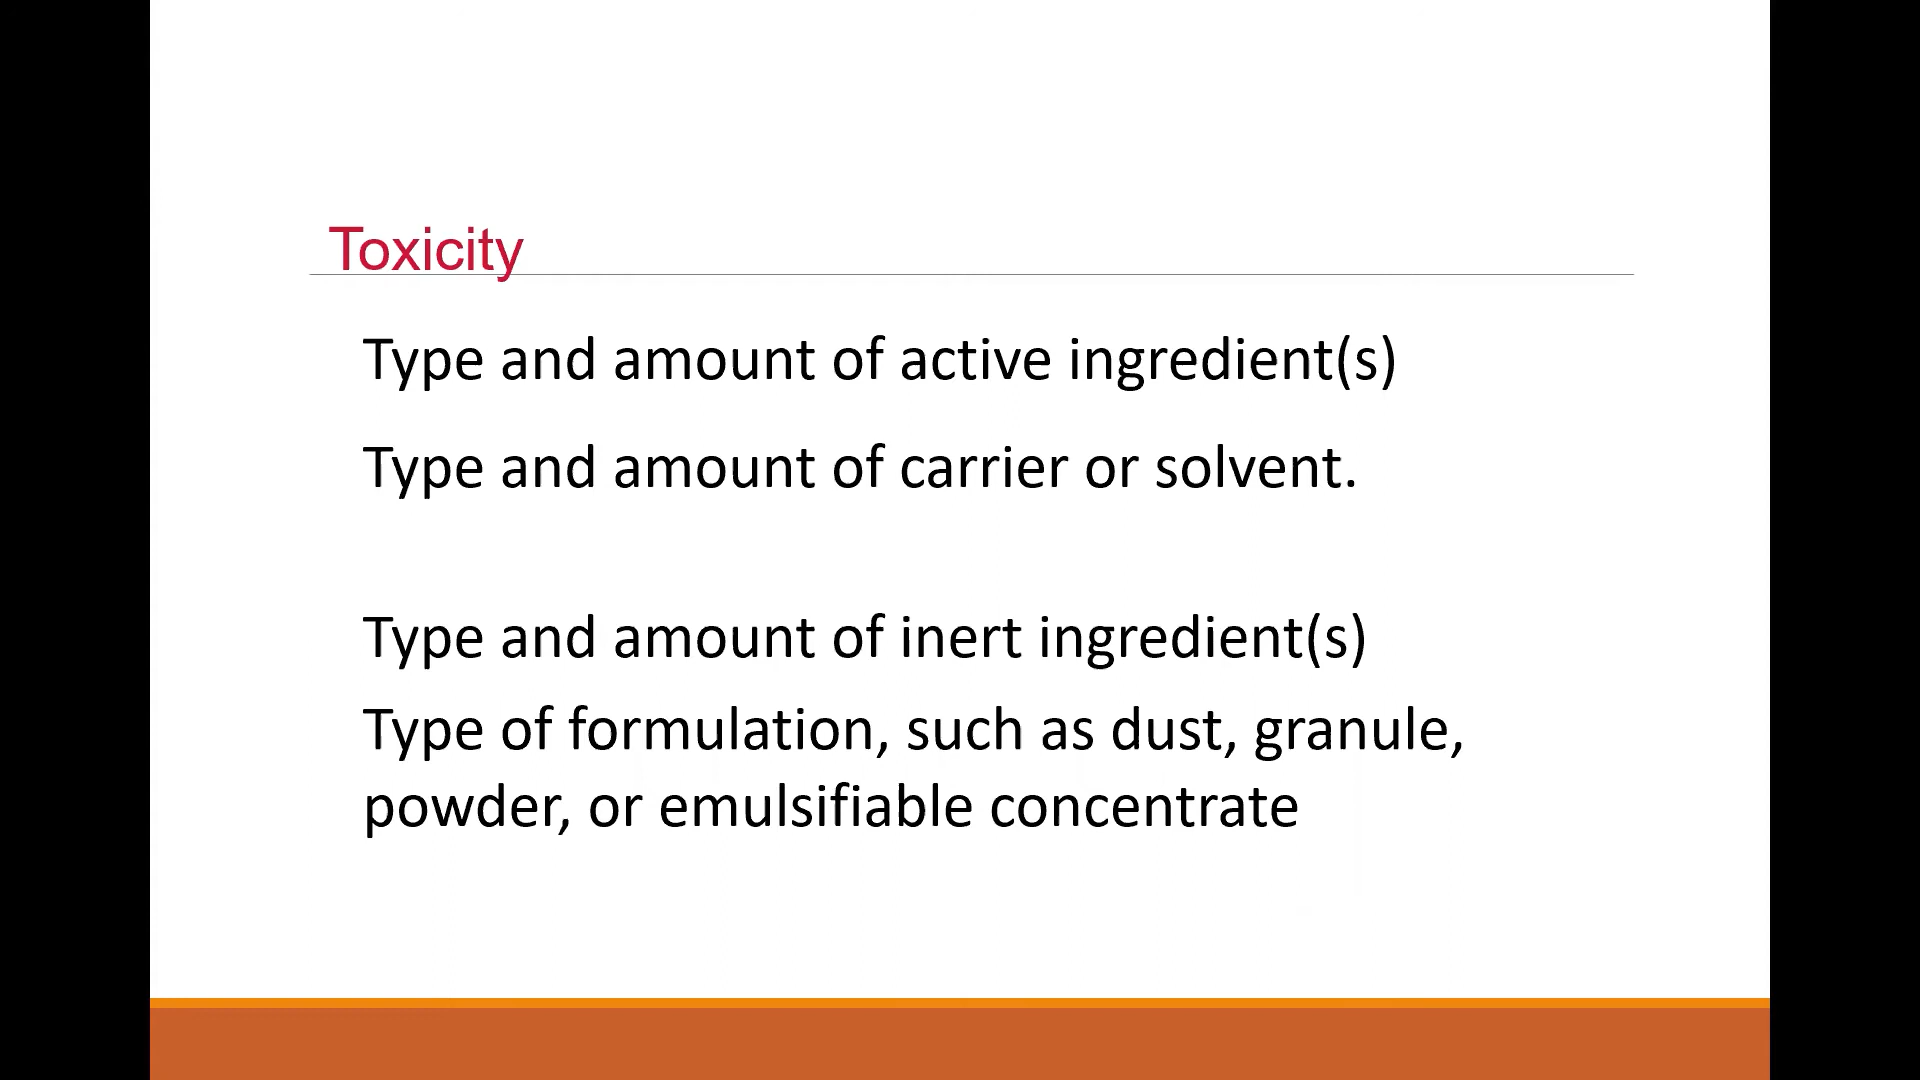 Toxicity
Type and amount of active ingredient(s)
Type and amount of carrier or solvent.
Type and amount of inert ingredient(s)
Type of formulation, such as dust, granule,
powder, or emulsifiable concentrate